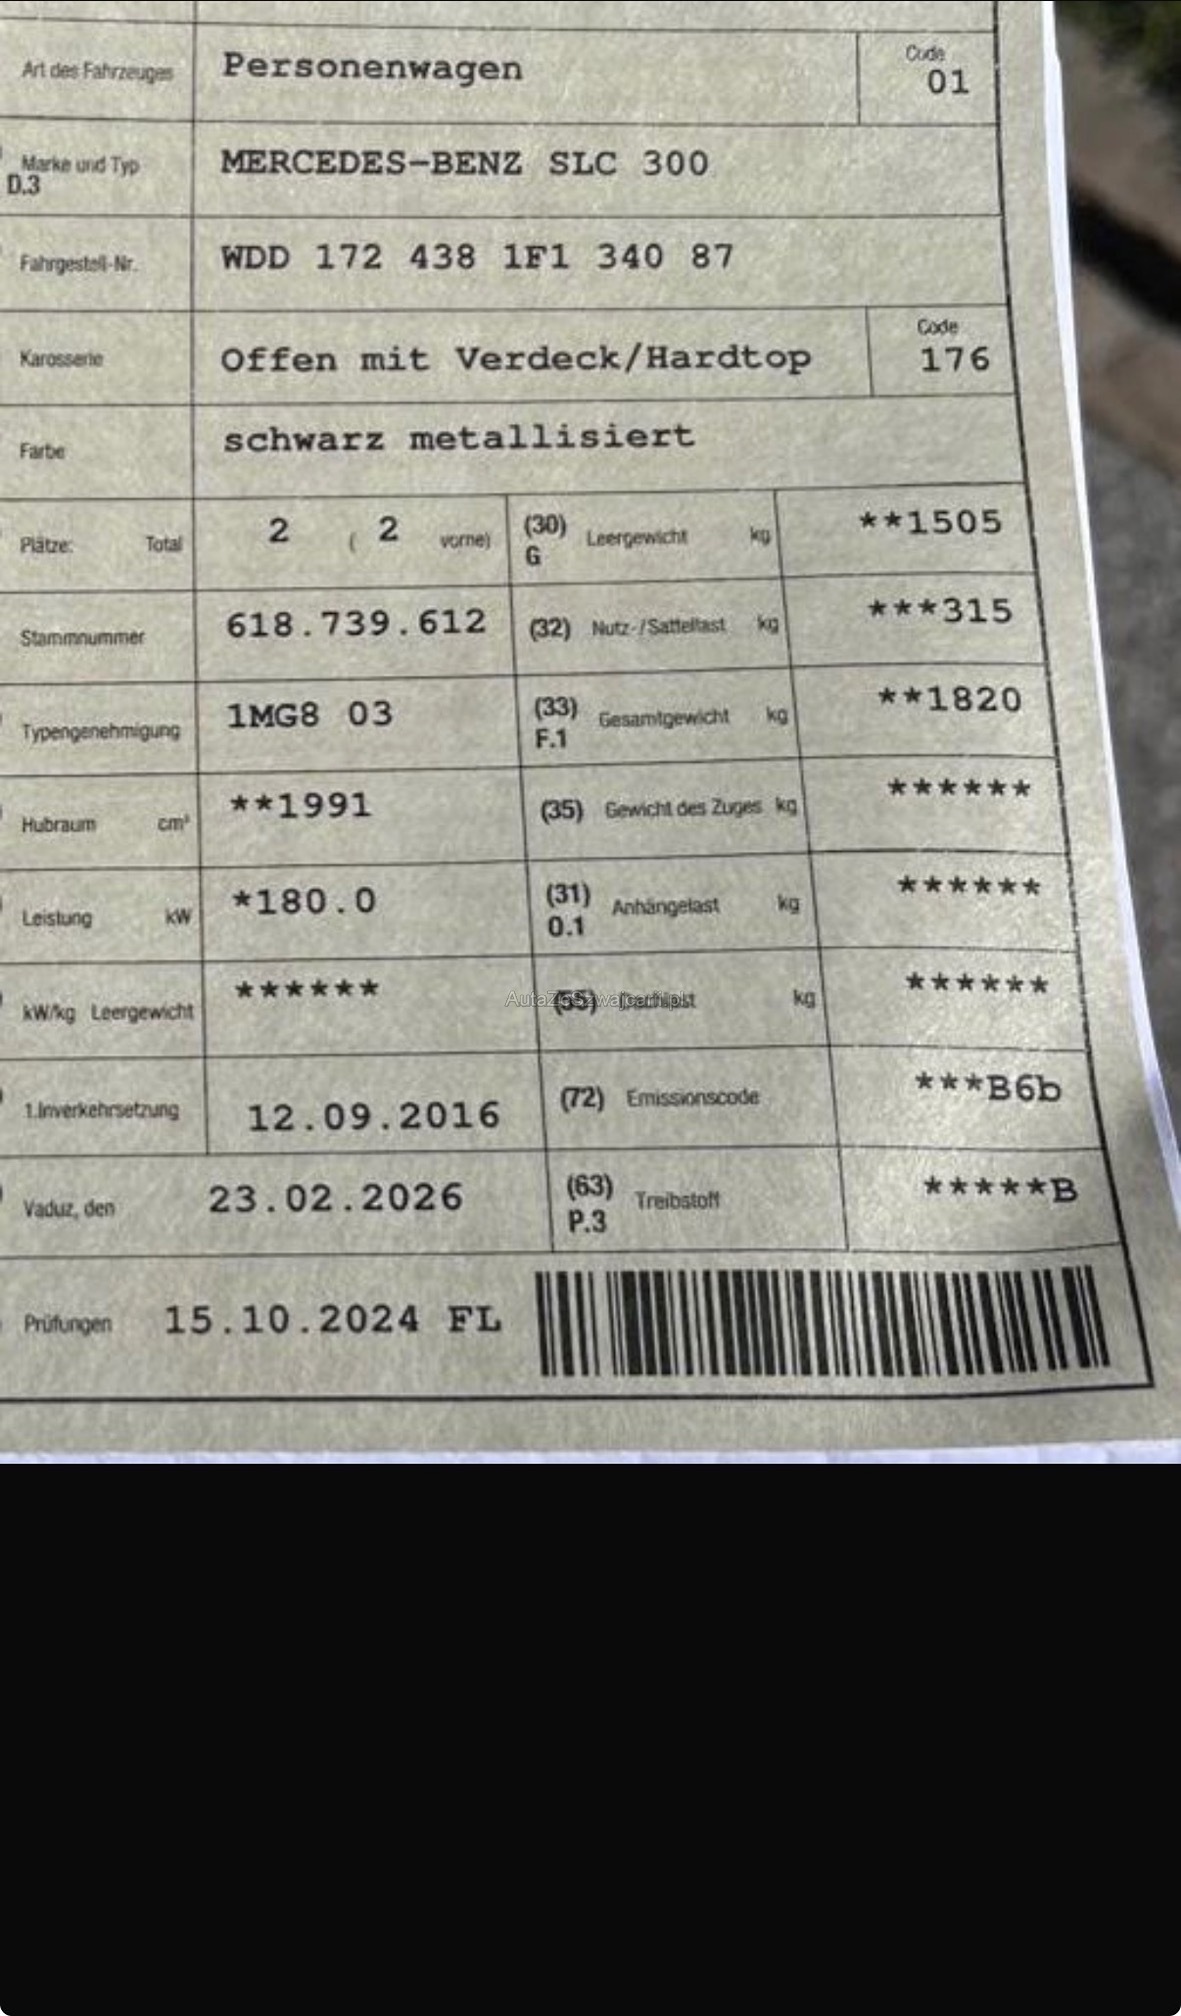 Art des Fahrzeuges Personenwagen Code 01
Marke und Typ MERCEDES-BENZ SLC 300
D.3
Fahrgestell-Nr. WDD 172 438 1F1 340 87
Karosserie Offen mit Verdeck/Hardtop Code 176
Farbe schwarz metallisiert
Plätze: Total 2 ( 2 vorne) (30) G Leergewicht kg **1505
Stammnummer 618.739.612 (32) Nutz-/Sattellast kg ***315
Typengenehmigung 1MG8 03 (33) F.1 Gesamtgewicht kg **1820
Hubraum cm³ **1991 (35) Gewicht des Zuges kg ******
Leistung kW *180.0 (31) O.1 Anhängelast kg ******
kW/kg Leergewicht ****** (55) kg ******
AutaZeSzwajcarii.pl
1.Inverkehrsetzung 12.09.2016 (72) Emissionscode ***B6b
Vaduz, den 23.02.2026 (63) P.3 Treibstoff *****B
Prüfungen 15.10.2024 FL